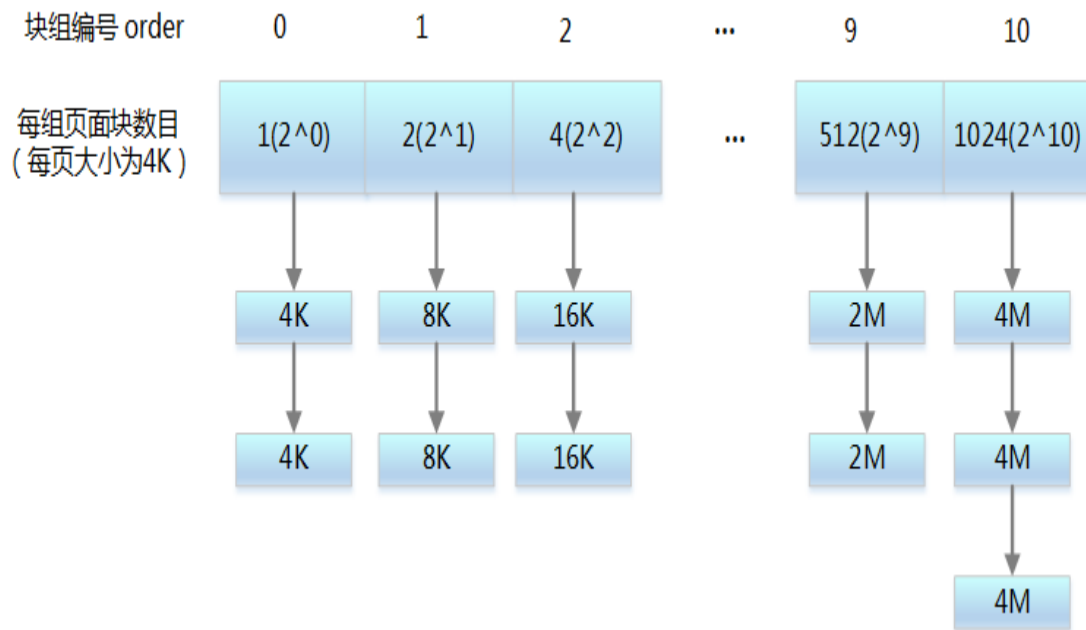 块组编号 order 0 1 2 ... 9 10
每组页面块数目
（每页大小为4K） 1(2^0) 2(2^1) 4(2^2) ... 512(2^9) 1024(2^10)
4K 8K 16K 2M 4M
4K 8K 16K 2M 4M
4M